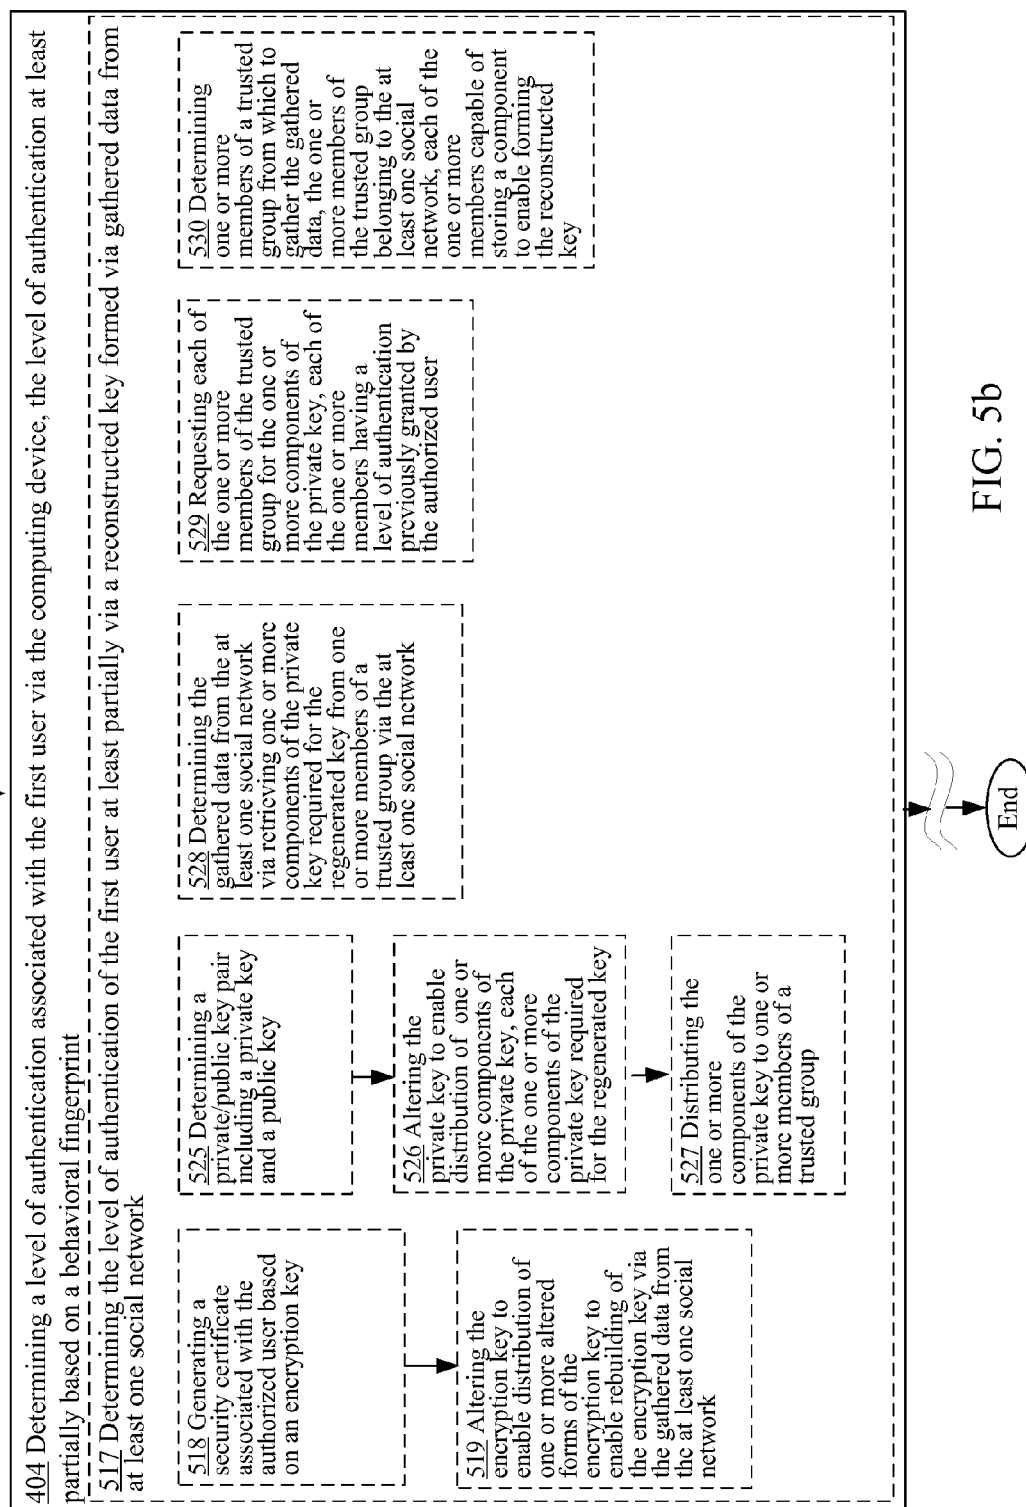 404 Determining a level of authentication associated with the first user via the computing device, the level of authentication at least
partially based on a behavioral fingerprint
517 Determining the level of authentication of the first user at least partially via a reconstructed key formed via gathered data from
at least one social network
518 Generating a
security certificate
associated with the
authorized user based
on an encryption key
519 Altering the
encryption key to
enable distribution of
one or more altered
forms of the
encryption key to
enable rebuilding of
the encryption key via
the gathered data from
the at least one social
network
525 Determining a
private/public key pair
including a private key
and a public key
526 Altering the
private key to enable
distribution of one or
more components of
the private key, each
of the one or more
components of the
private key required
for the regenerated key
527 Distributing the
one or more
components of the
private key to one or
more members of a
trusted group
528 Determining the
gathered data from the at
least one social network
via retrieving one or more
components of the private
key required for the
regenerated key from one
or more members of a
trusted group via the at
least one social network
529 Requesting each of
the one or more
members of the trusted
group for the one or
more components of
the private key, each of
the one or more
members having a
level of authentication
previously granted by
the authorized user
530 Determining
one or more
members of a trusted
group from which to
gather the gathered
data, the one or
more members of
the trusted group
belonging to the at
least one social
network, each of the
one or more
members capable of
storing a component
to enable forming
the reconstructed
key
End
FIG. 5b